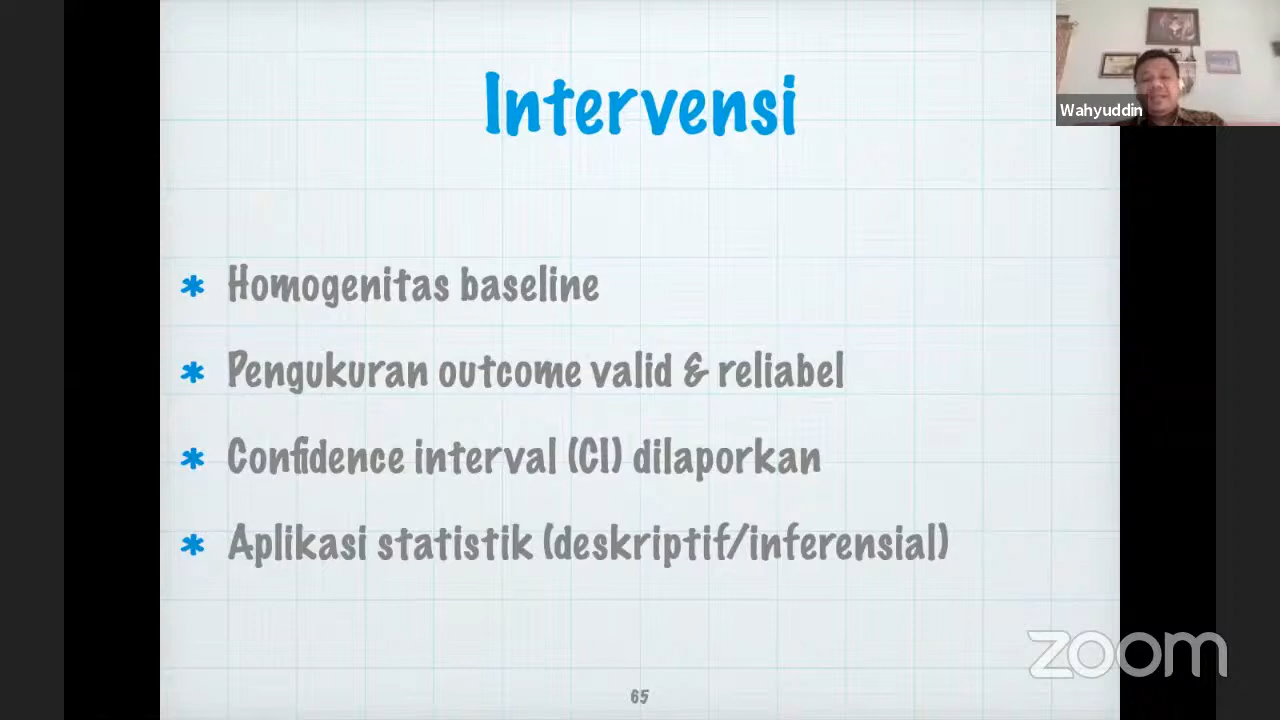 Intervensi
Wahyuddin
* Homogenitas baseline
* Pengukuran outcome valid & reliabel
* Confidence interval (CI) dilaporkan
* Aplikasi statistik (deskriptif/inferensial)
zoom
65